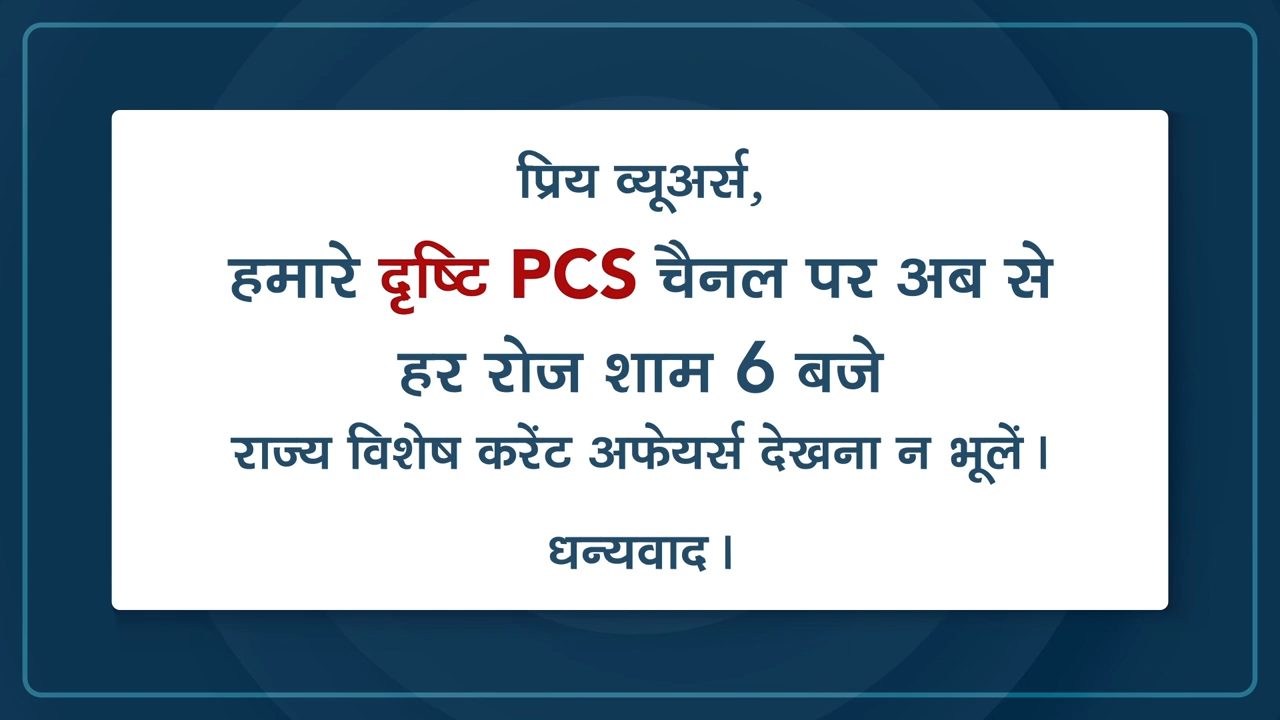 प्रिय व्यूअर्स,
हमारे दृष्टि PCS चैनल पर अब से
हर रोज शाम 6 बजे
राज्य विशेष करेंट अफेयर्स देखना न भूलें।
धन्यवाद।